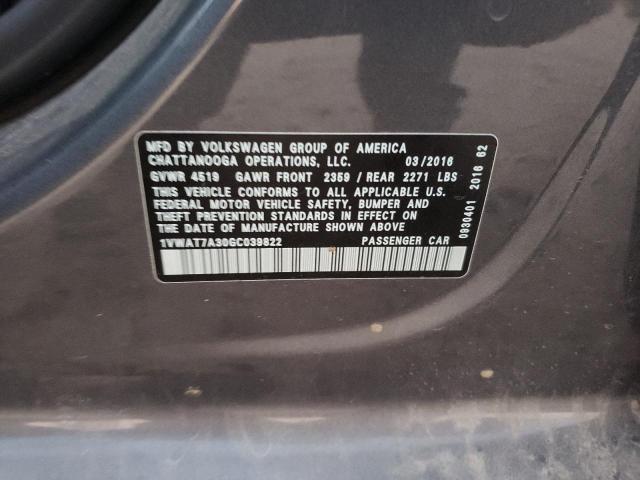 MFD BY VOLKSWAGEN GROUP OF AMERICA
CHATTANOOGA OPERATIONS, LLC. 03/2016
GVWR 4519 GAWR FRONT 2359 / REAR 2271 LBS
THIS VEHICLE CONFORMS TO ALL APPLICABLE U.S.
FEDERAL MOTOR VEHICLE SAFETY, BUMPER AND
THEFT PREVENTION STANDARDS IN EFFECT ON
THE DATE OF MANUFACTURE SHOWN ABOVE
1VWAT7A30GC039822 PASSENGER CAR
0930401 2016 62